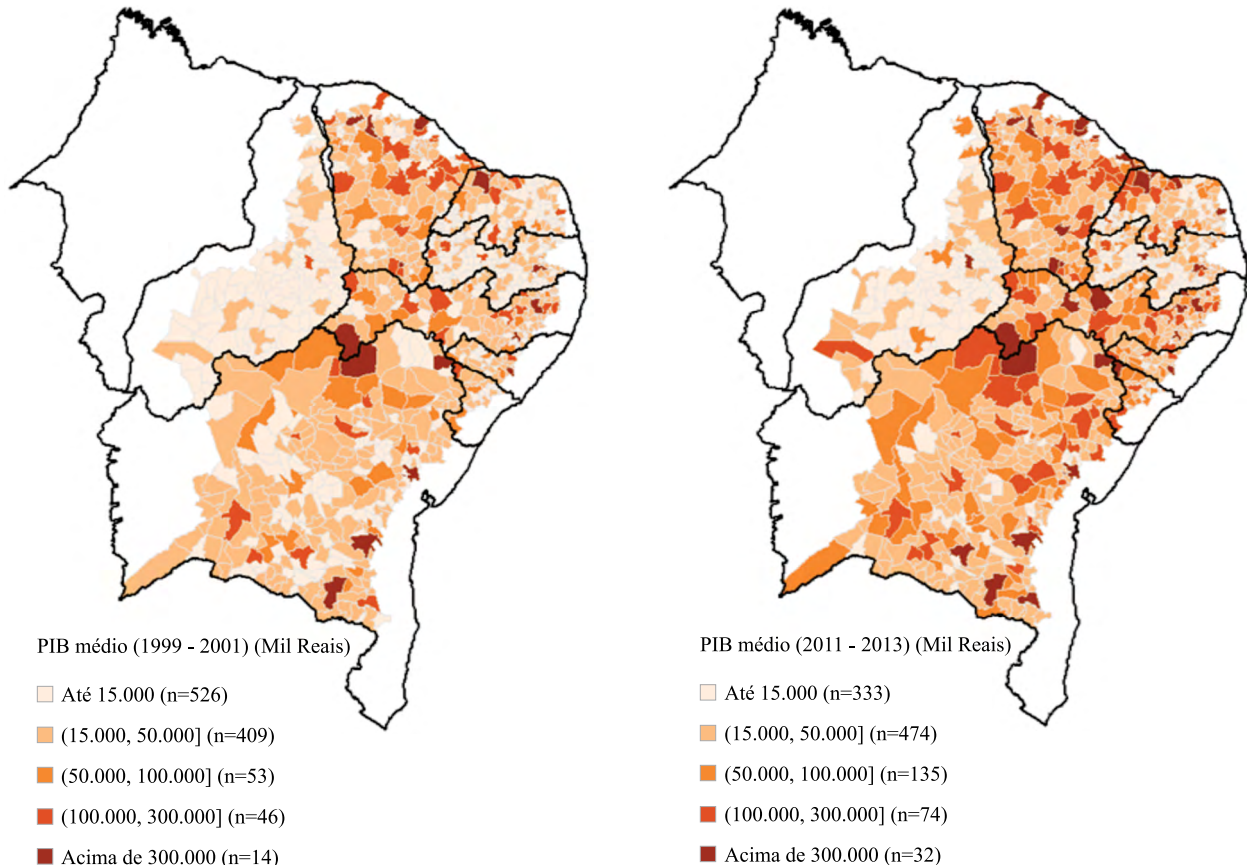 PIB médio (1999 - 2001) (Mil Reais)
Até 15.000 (n=526)
(15.000, 50.000] (n=409)
(50.000, 100.000] (n=53)
(100.000, 300.000] (n=46)
Acima de 300.000 (n=14)
PIB médio (2011 - 2013) (Mil Reais)
Até 15.000 (n=333)
(15.000, 50.000] (n=474)
(50.000, 100.000] (n=135)
(100.000, 300.000] (n=74)
Acima de 300.000 (n=32)